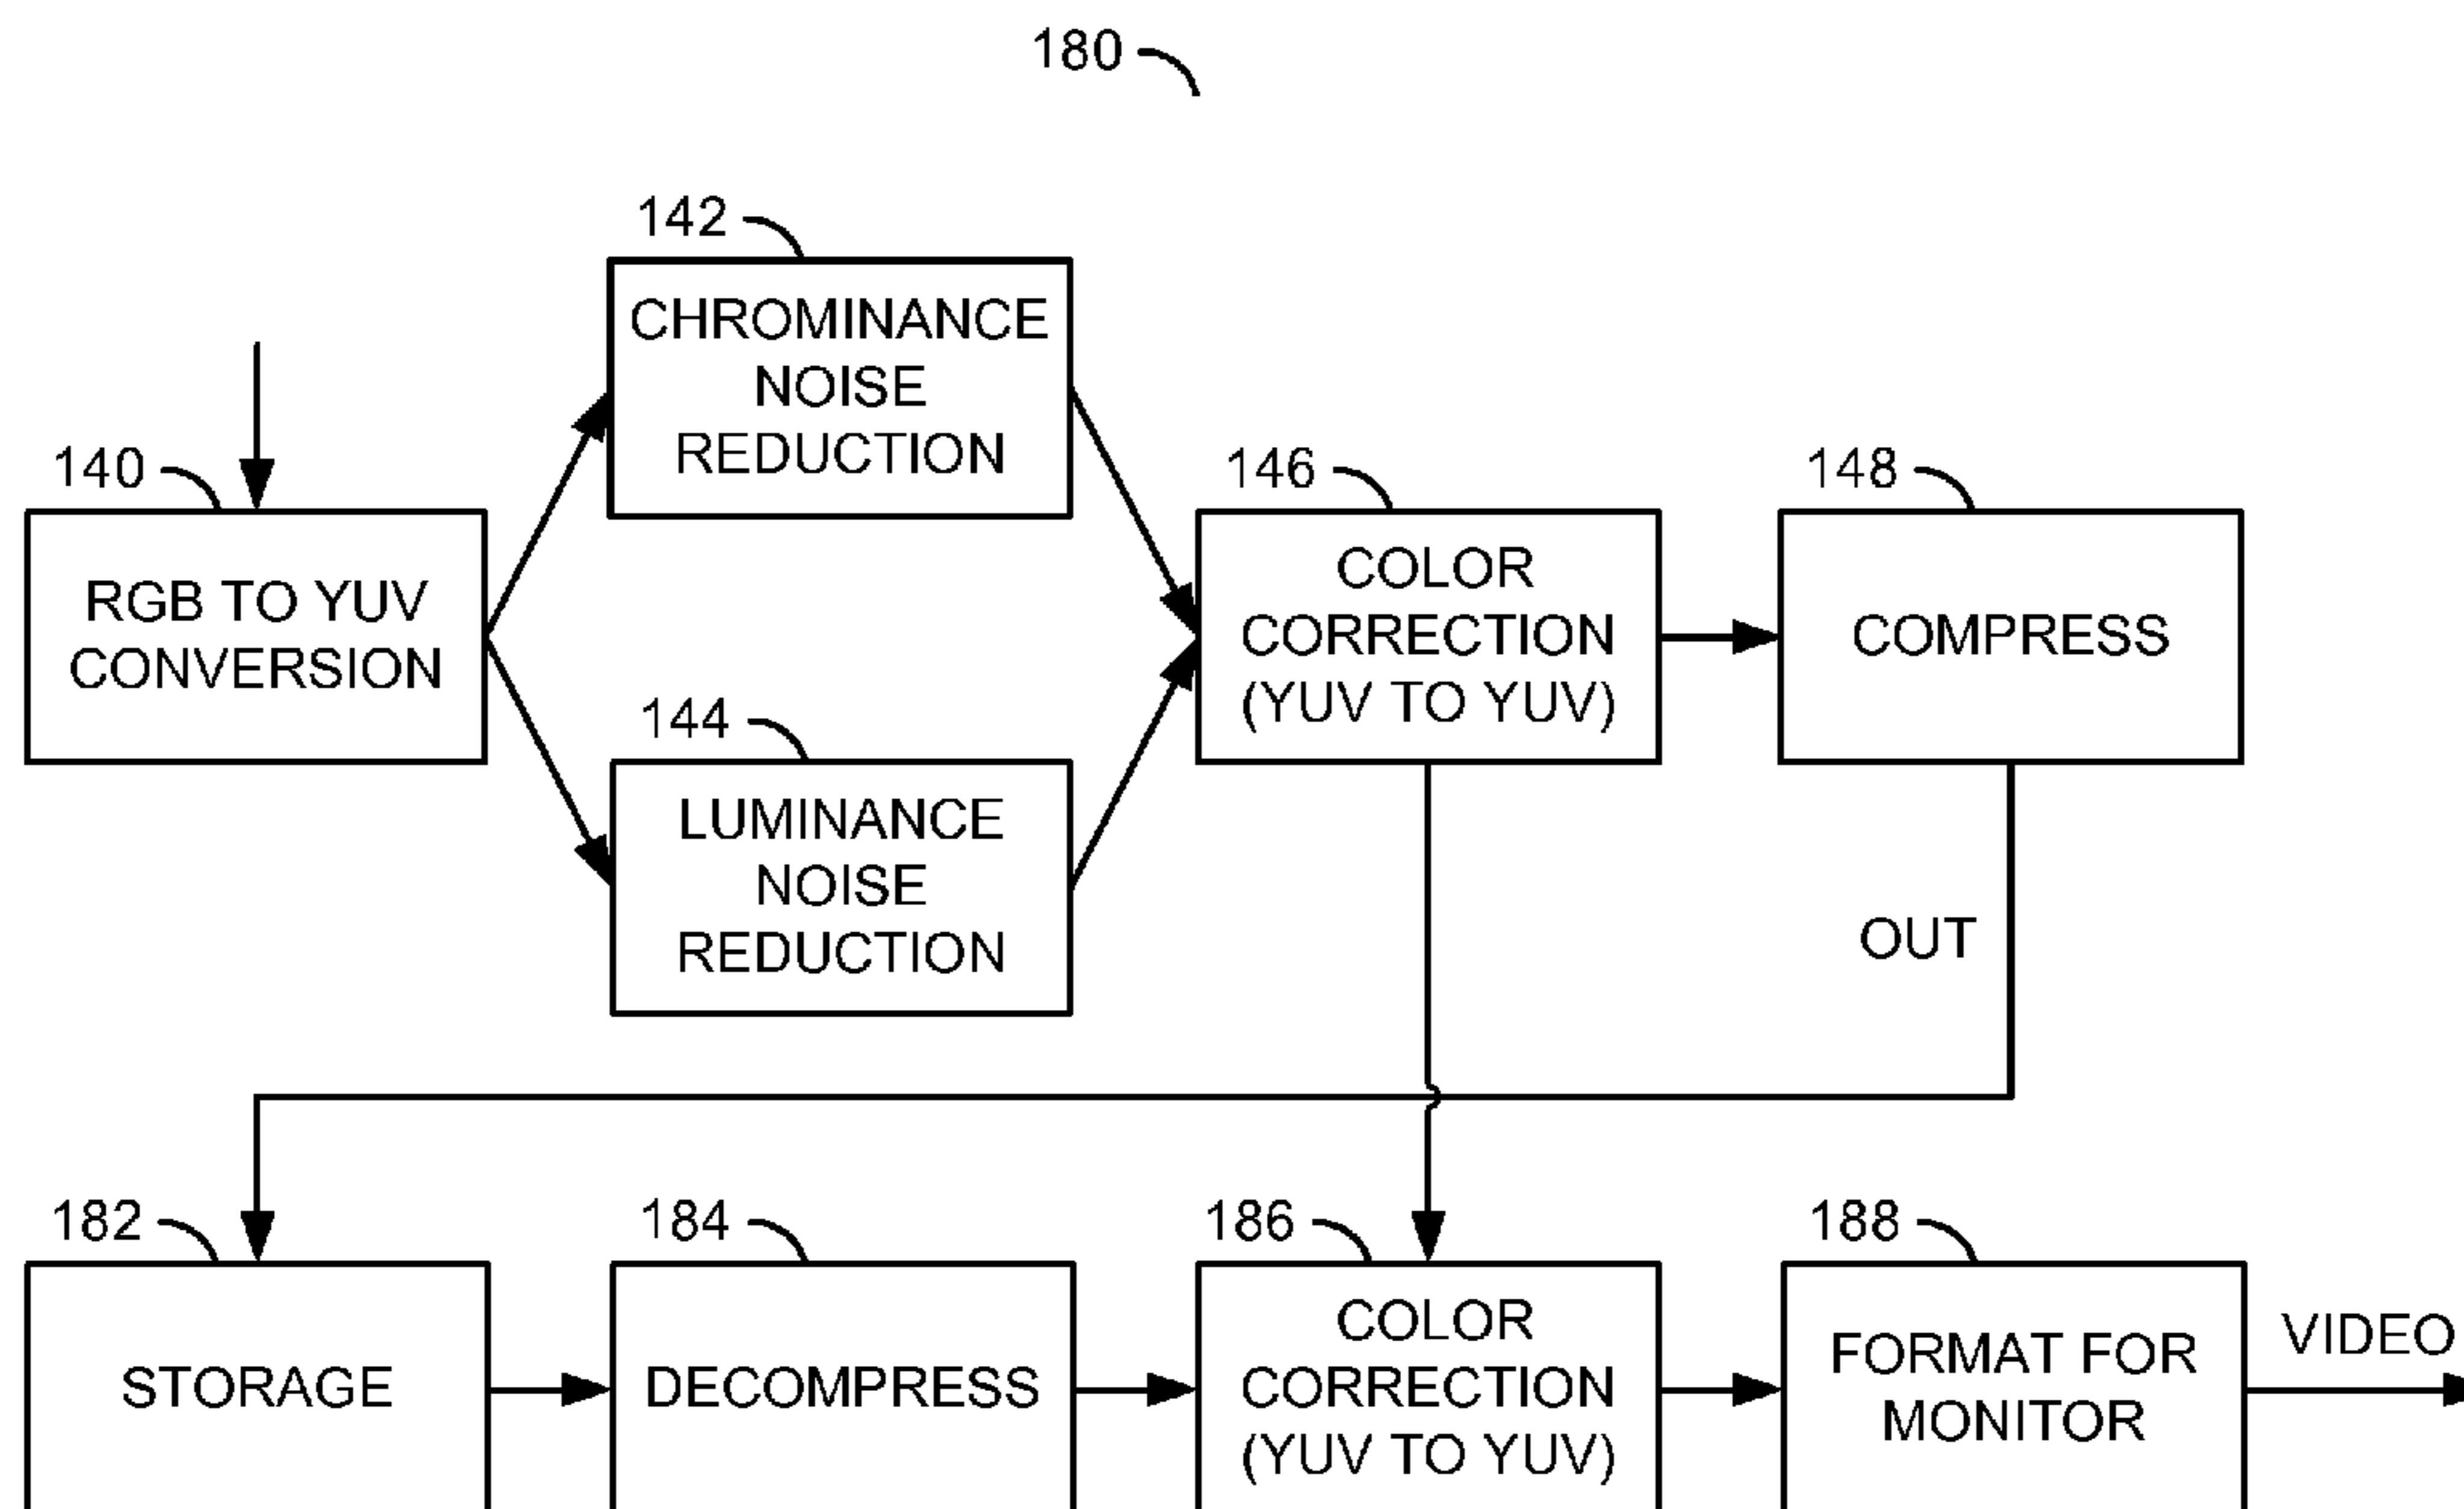 180
142
CHROMINANCE
NOISE
REDUCTION
140
RGB TO YUV
CONVERSION
144
LUMINANCE
NOISE
REDUCTION
146
COLOR
CORRECTION
(YUV TO YUV)
148
COMPRESS
OUT
182
STORAGE
184
DECOMPRESS
186
COLOR
CORRECTION
(YUV TO YUV)
188
FORMAT FOR
MONITOR
VIDEO